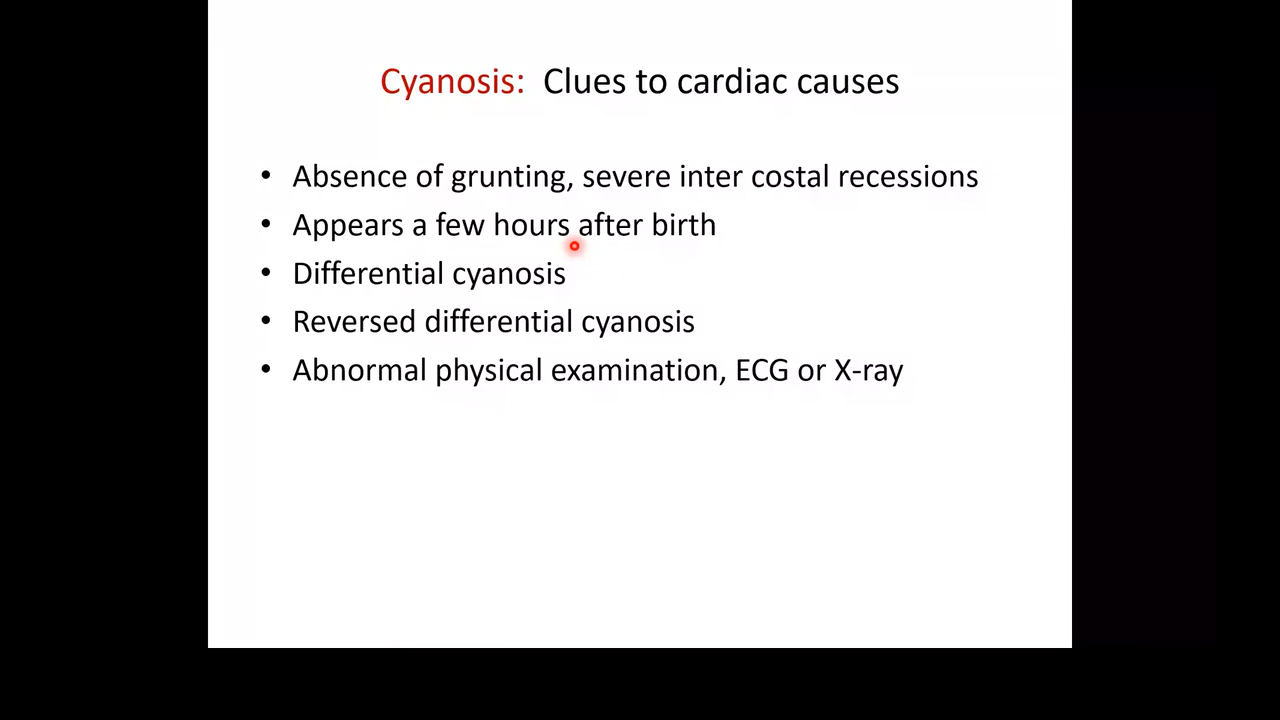 Cyanosis: Clues to cardiac causes
• Absence of grunting, severe inter costal recessions
• Appears a few hours after birth
• Differential cyanosis
• Reversed differential cyanosis
• Abnormal physical examination, ECG or X-ray